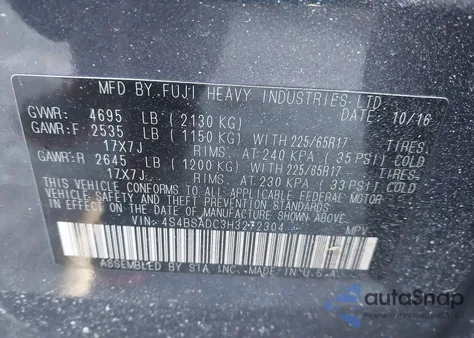 MFD BY FUJI HEAVY INDUSTRIES LTD.
DATE: 10/16
GVWR: 4695 LB (2130 KG)
GAWR:F 2535 LB (1150 KG) WITH 225/65R17 TIRES,
17X7J RIMS, AT 240 KPA (35 PSI) COLD
GAWR:R 2645 LB (1200 KG) WITH 225/65R17 TIRES,
17X7J RIMS, AT 230 KPA (33 PSI) COLD
THIS VEHICLE CONFORMS TO ALL APPLICABLE FEDERAL MOTOR
VEHICLE SAFETY AND THEFT PREVENTION STANDARDS
IN EFFECT ON THE DATE OF MANUFACTURE SHOWN ABOVE.
VIN: 4S4BSADC3H3272304 MPV
ASSEMBLED BY SIA INC. MADE IN U.S.A.
autoSnap
Powered by